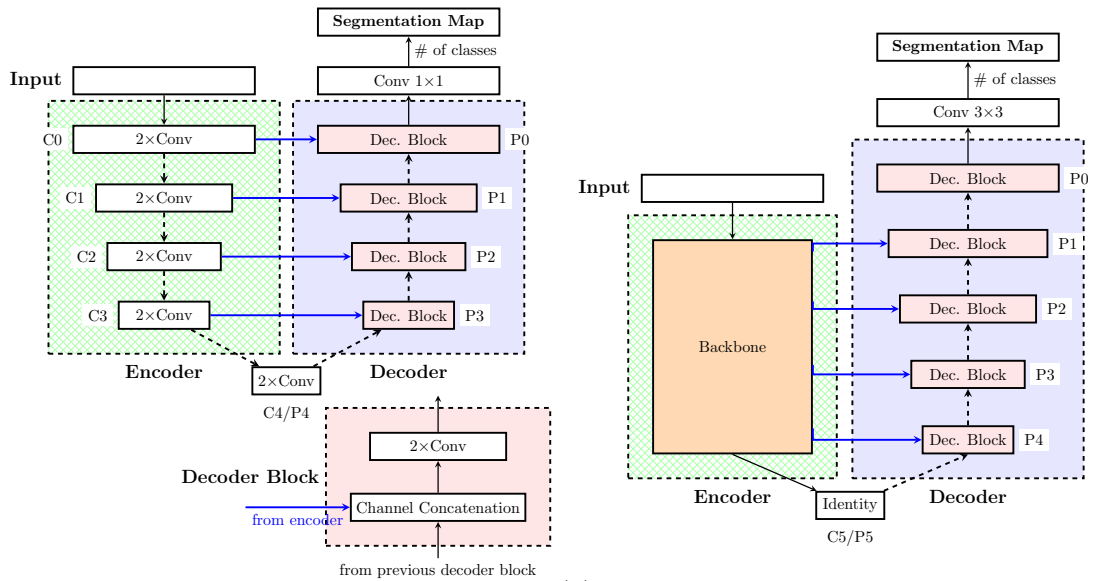 Segmentation Map
# of classes
Conv 1×1
Input
C0
2×Conv
Dec. Block
P0
C1
2×Conv
Dec. Block
P1
C2
2×Conv
Dec. Block
P2
C3
2×Conv
Dec. Block
P3
Encoder
Decoder
2×Conv
C4/P4
2×Conv
Decoder Block
Channel Concatenation
from encoder
from previous decoder block
Segmentation Map
# of classes
Conv 3×3
Input
Dec. Block
P0
Dec. Block
P1
Dec. Block
P2
Backbone
Dec. Block
P3
Dec. Block
P4
Encoder
Decoder
Identity
C5/P5